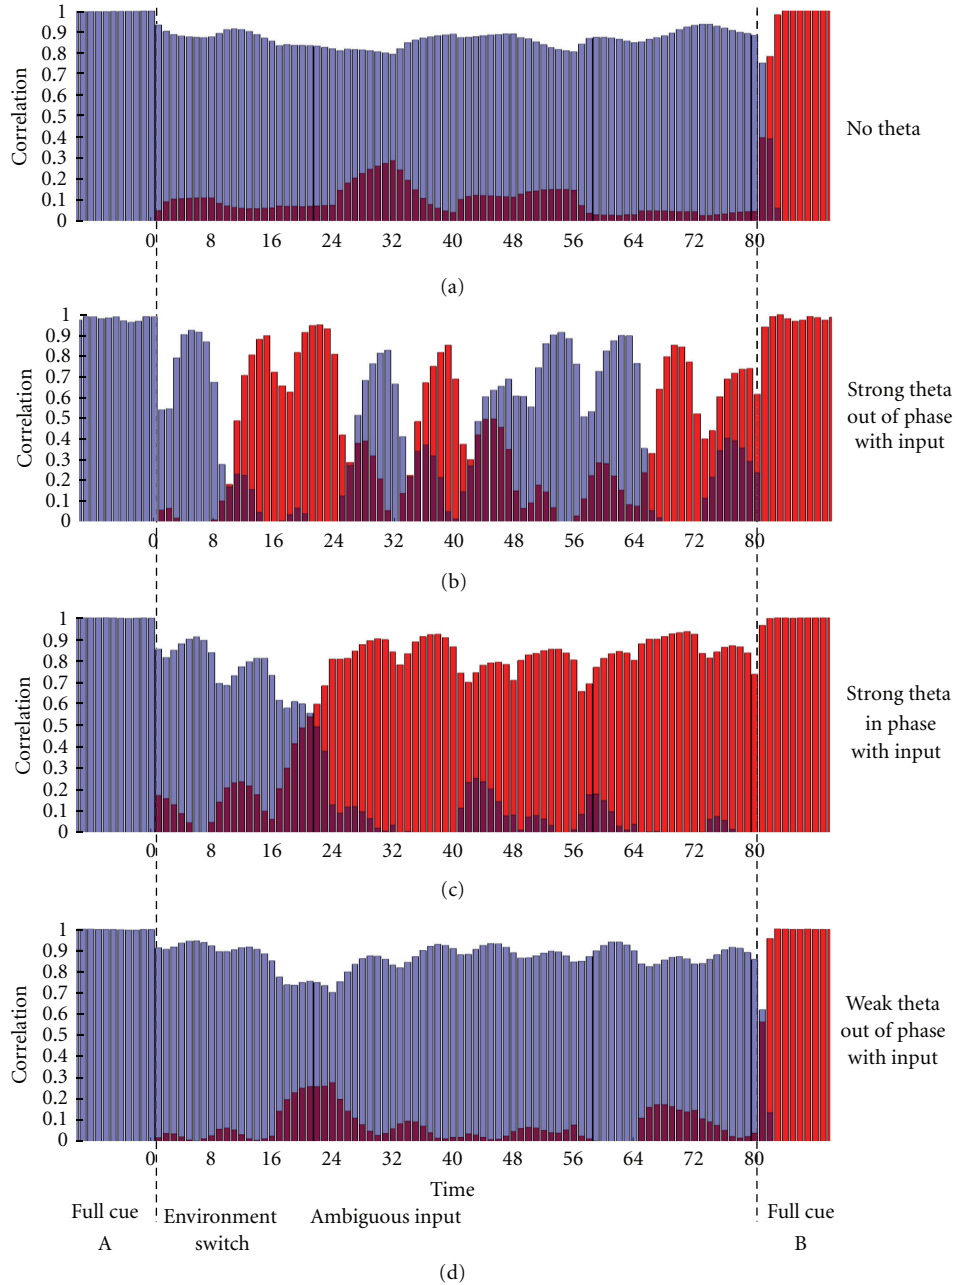 1
0.9
0.8
0.7
0.6
0.5
0.4
0.3
0.2
0.1
0
Correlation
0 8 16 24 32 40 48 56 64 72 80
No theta
(a)
1
0.9
0.8
0.7
0.6
0.5
0.4
0.3
0.2
0.1
0
Correlation
0 8 16 24 32 40 48 56 64 72 80
Strong theta
out of phase
with input
(b)
1
0.9
0.8
0.7
0.6
0.5
0.4
0.3
0.2
0.1
0
Correlation
0 8 16 24 32 40 48 56 64 72 80
Strong theta
in phase
with input
(c)
1
0.9
0.8
0.7
0.6
0.5
0.4
0.3
0.2
0.1
0
Correlation
0 8 16 24 32 40 48 56 64 72 80
Weak theta
out of phase
with input
Time
Full cue
A
Environment
switch
Ambiguous input
Full cue
B
(d)